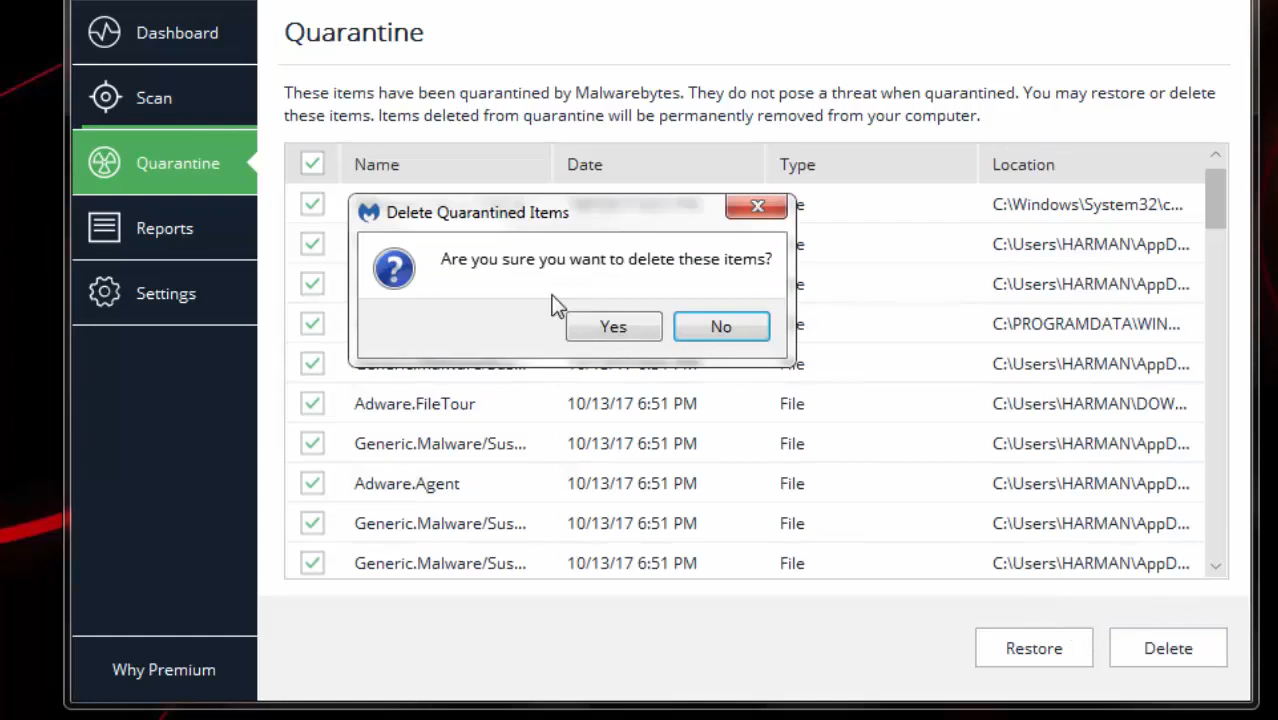 Dashboard
Scan
Quarantine
Reports
Settings
Why Premium
Quarantine
These items have been quarantined by Malwarebytes. They do not pose a threat when quarantined. You may restore or delete
these items. Items deleted from quarantine will be permanently removed from your computer.
Name Date Type Location
C:\Windows\System32\c...
C:\Users\HARMAN\AppD...
C:\Users\HARMAN\AppD...
C:\PROGRAMDATA\WIN...
C:\Users\HARMAN\AppD...
Delete Quarantined Items
Are you sure you want to delete these items?
Yes No
Adware.FileTour 10/13/17 6:51 PM File C:\Users\HARMAN\DOW...
Generic.Malware/Sus... 10/13/17 6:51 PM File C:\Users\HARMAN\AppD...
Adware.Agent 10/13/17 6:51 PM File C:\Users\HARMAN\AppD...
Generic.Malware/Sus... 10/13/17 6:51 PM File C:\Users\HARMAN\AppD...
Generic.Malware/Sus... 10/13/17 6:51 PM File C:\Users\HARMAN\AppD...
Restore Delete